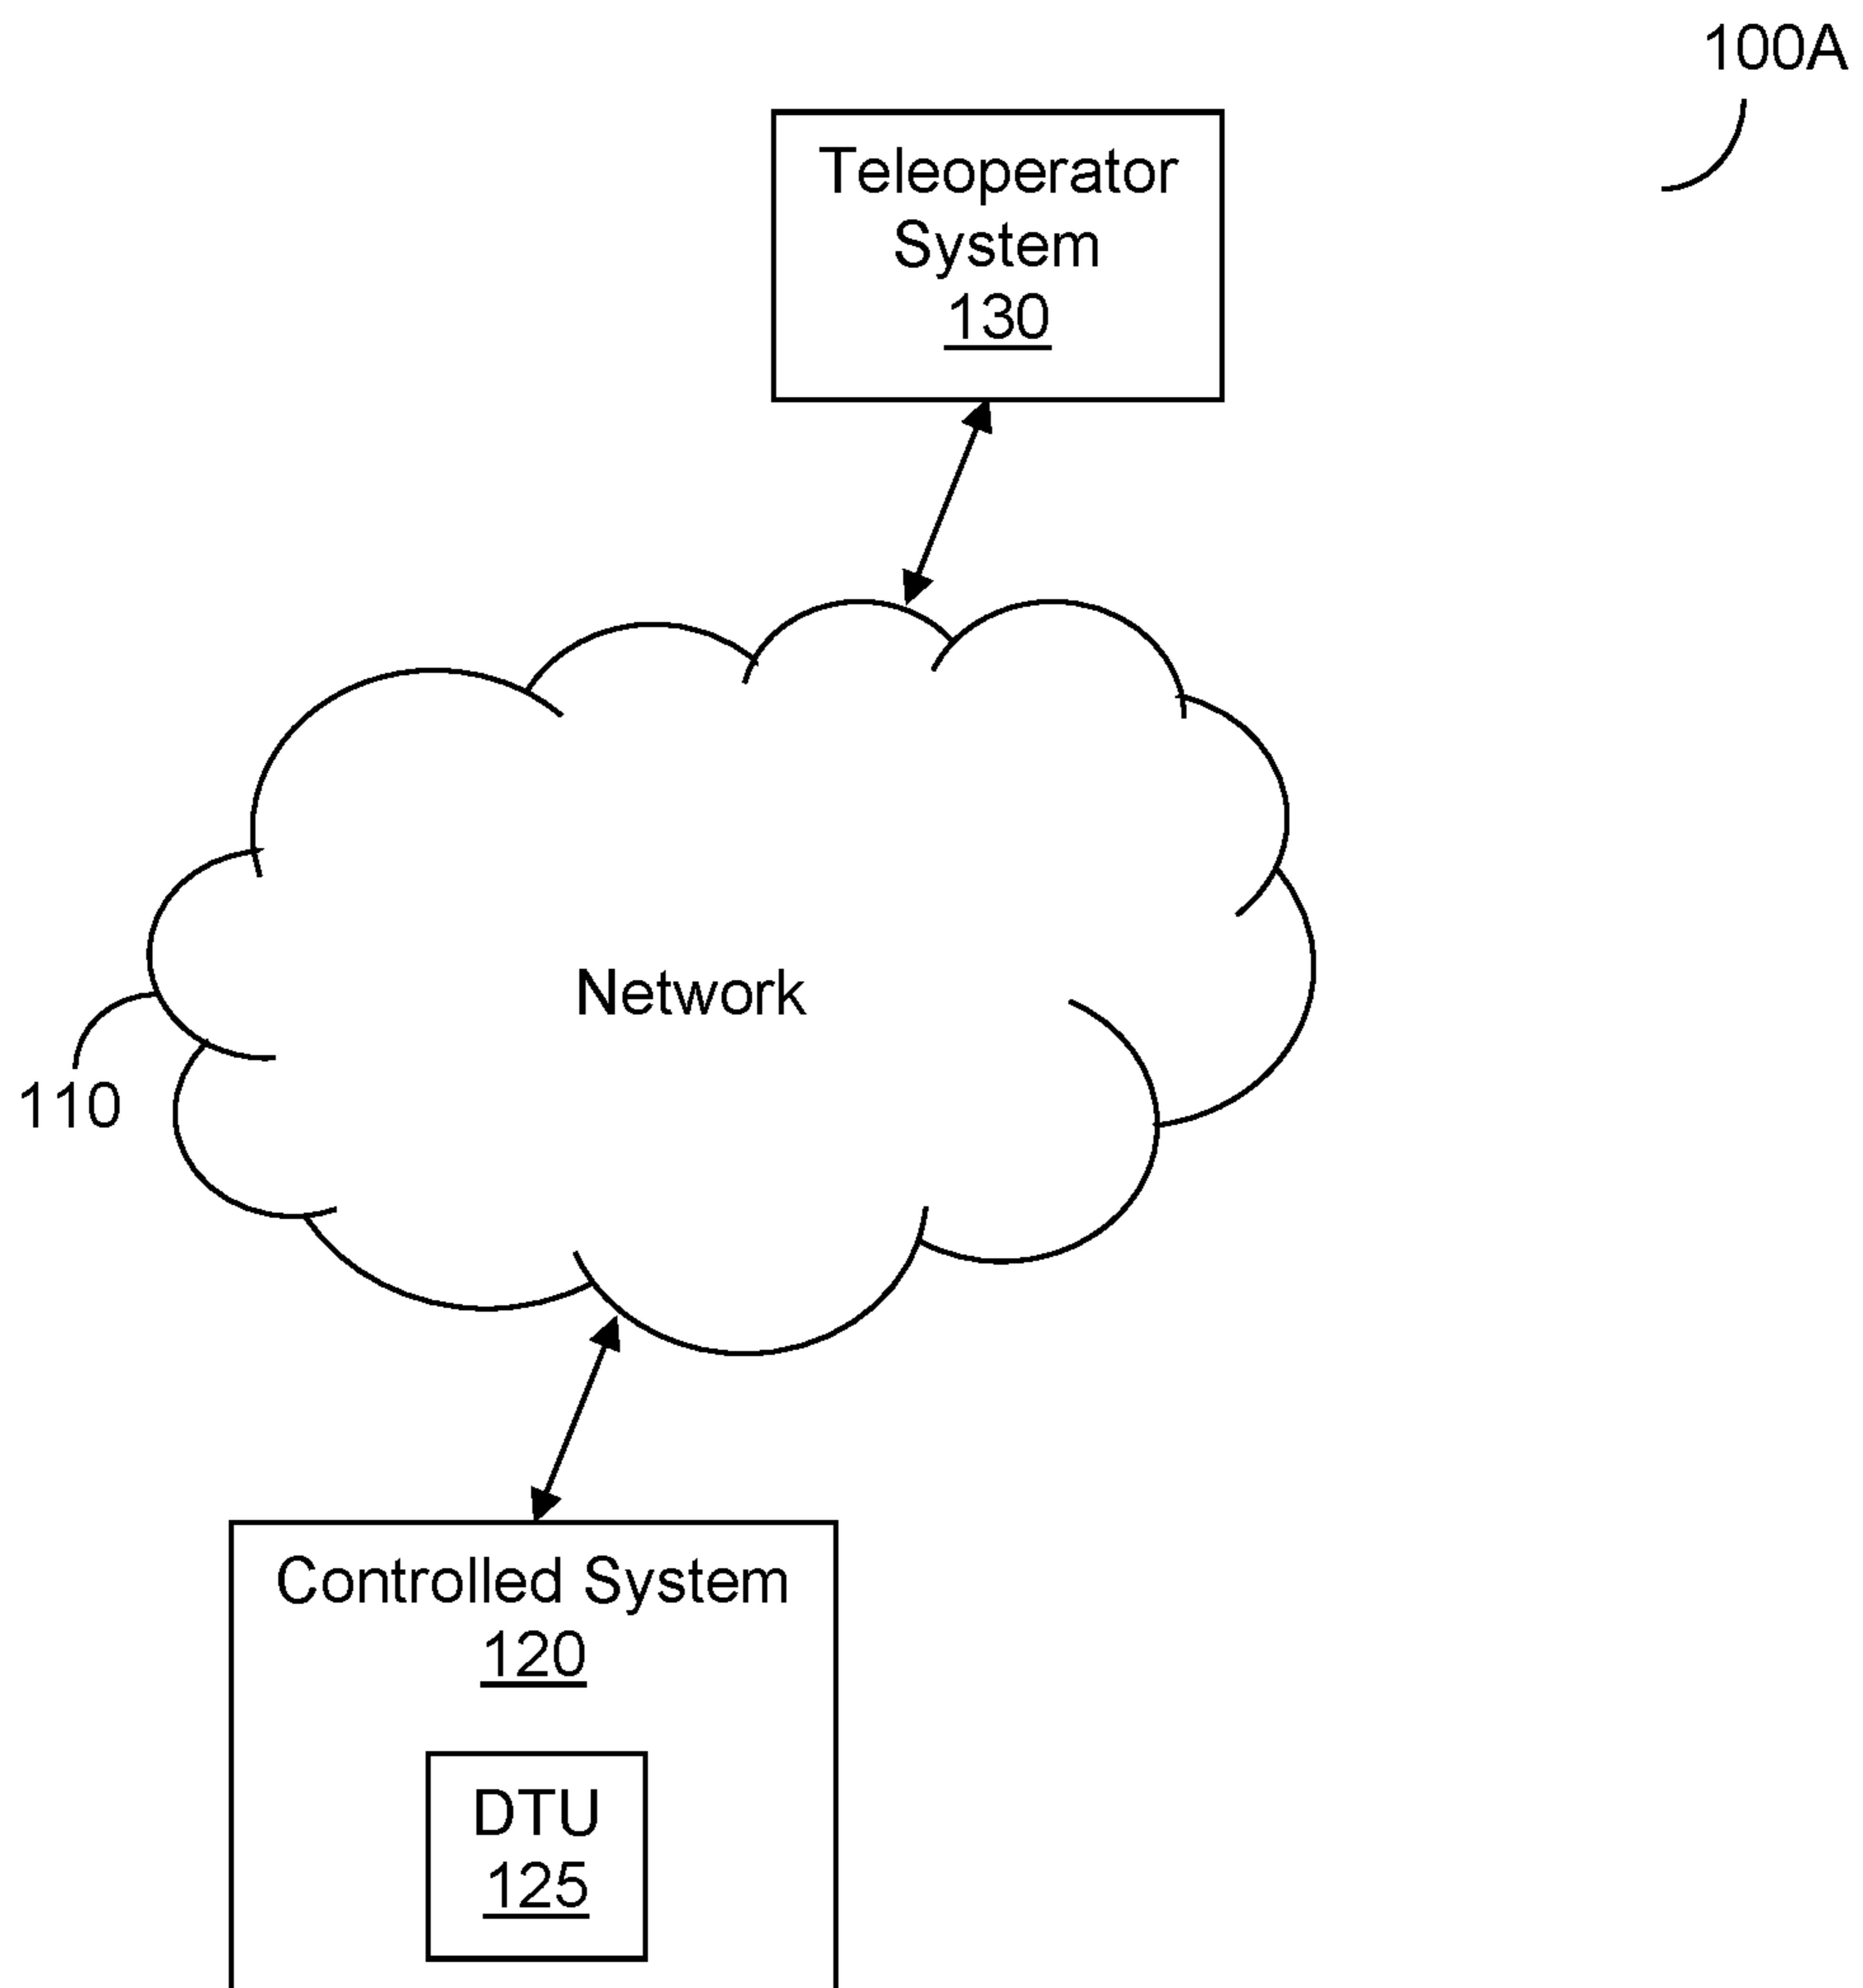 100A
Teleoperator
System
130
Network
110
Controlled System
120
DTU
125